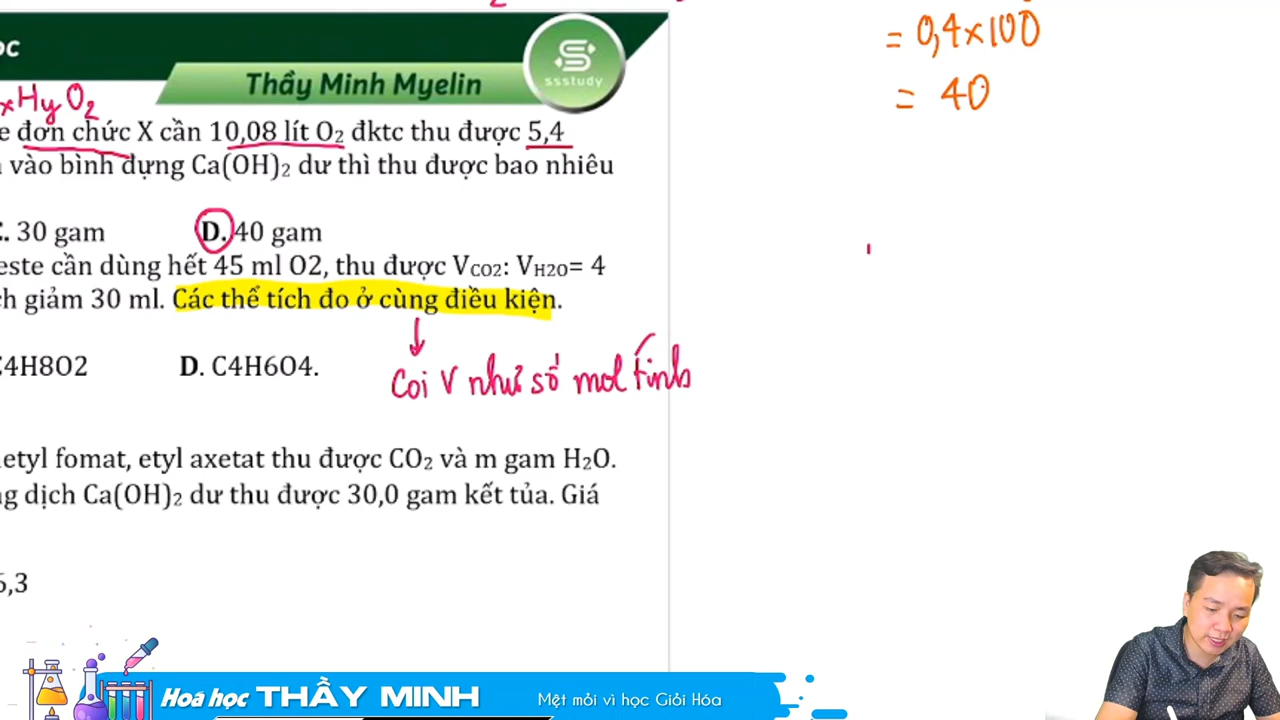 ọc
ssstudy
Thầy Minh Myelin
= 0,4x100
= 40
xHyO2
e đơn chức X cần 10,08 lít O2 đktc thu được 5,4
vào bình đựng Ca(OH)2 dư thì thu được bao nhiêu
C. 30 gam D. 40 gam
este cần dùng hết 45 ml O2, thu được VCO2: VH2O= 4
ch giảm 30 ml. Các thể tích đo ở cùng điều kiện.
C4H8O2 D. C4H6O4.
Coi V như số mol tính
etyl fomat, etyl axetat thu được CO2 và m gam H2O.
ng dịch Ca(OH)2 dư thu được 30,0 gam kết tủa. Giá
6,3
Hoá học THẦY MINH Mệt mỏi vì học Giỏi Hóa